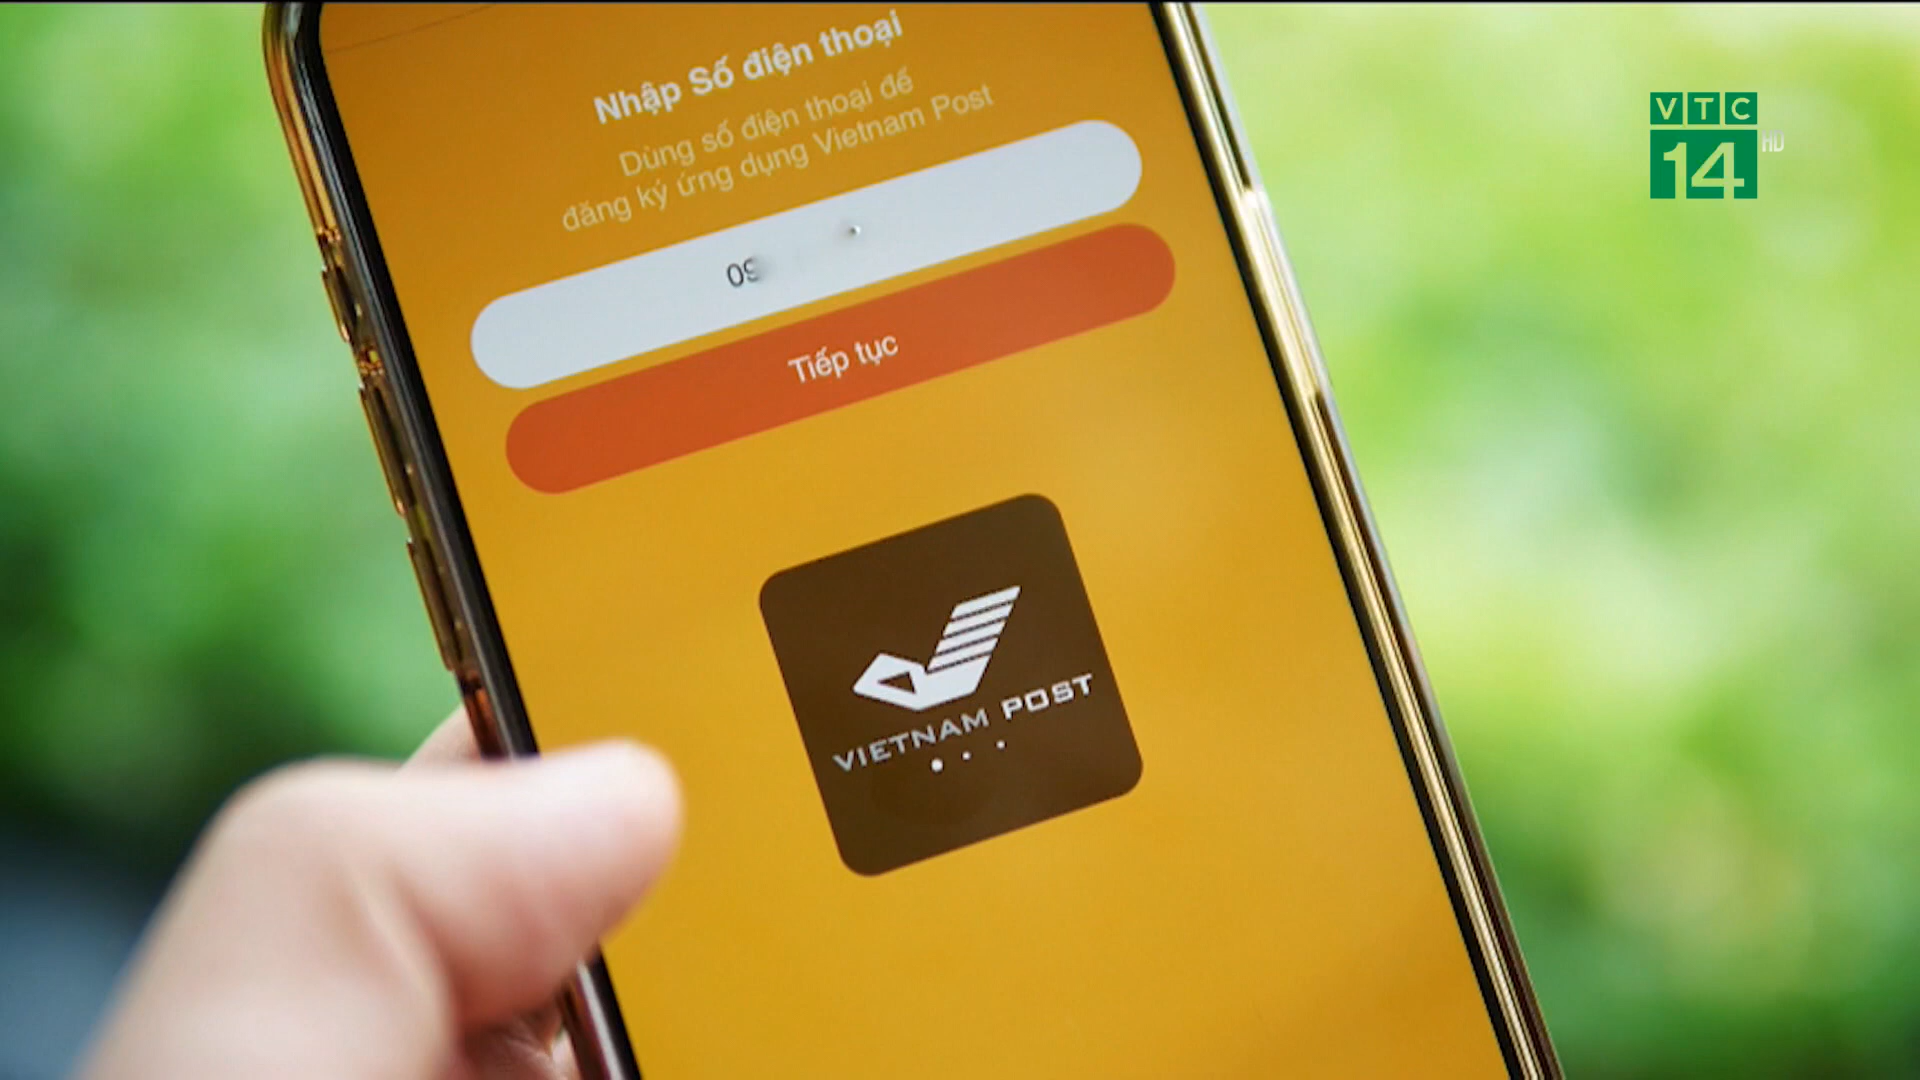 Nhập Số điện thoại
Dùng số điện thoại để
đăng ký ứng dụng Vietnam Post
09
Tiếp tục
VIETNAM POST
VTC
14 HD